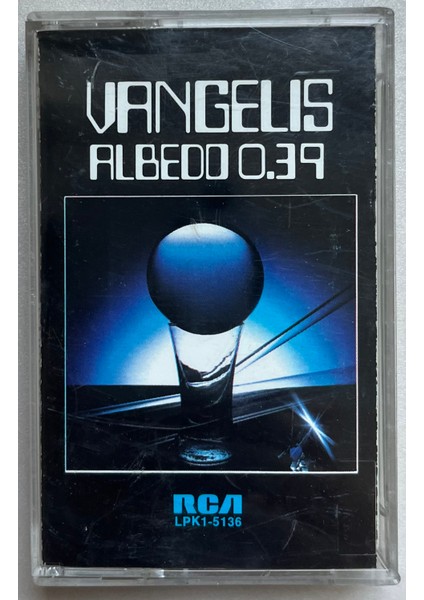 VANGELIS
ALBEDO 0.39
RCA
LPK1-5136